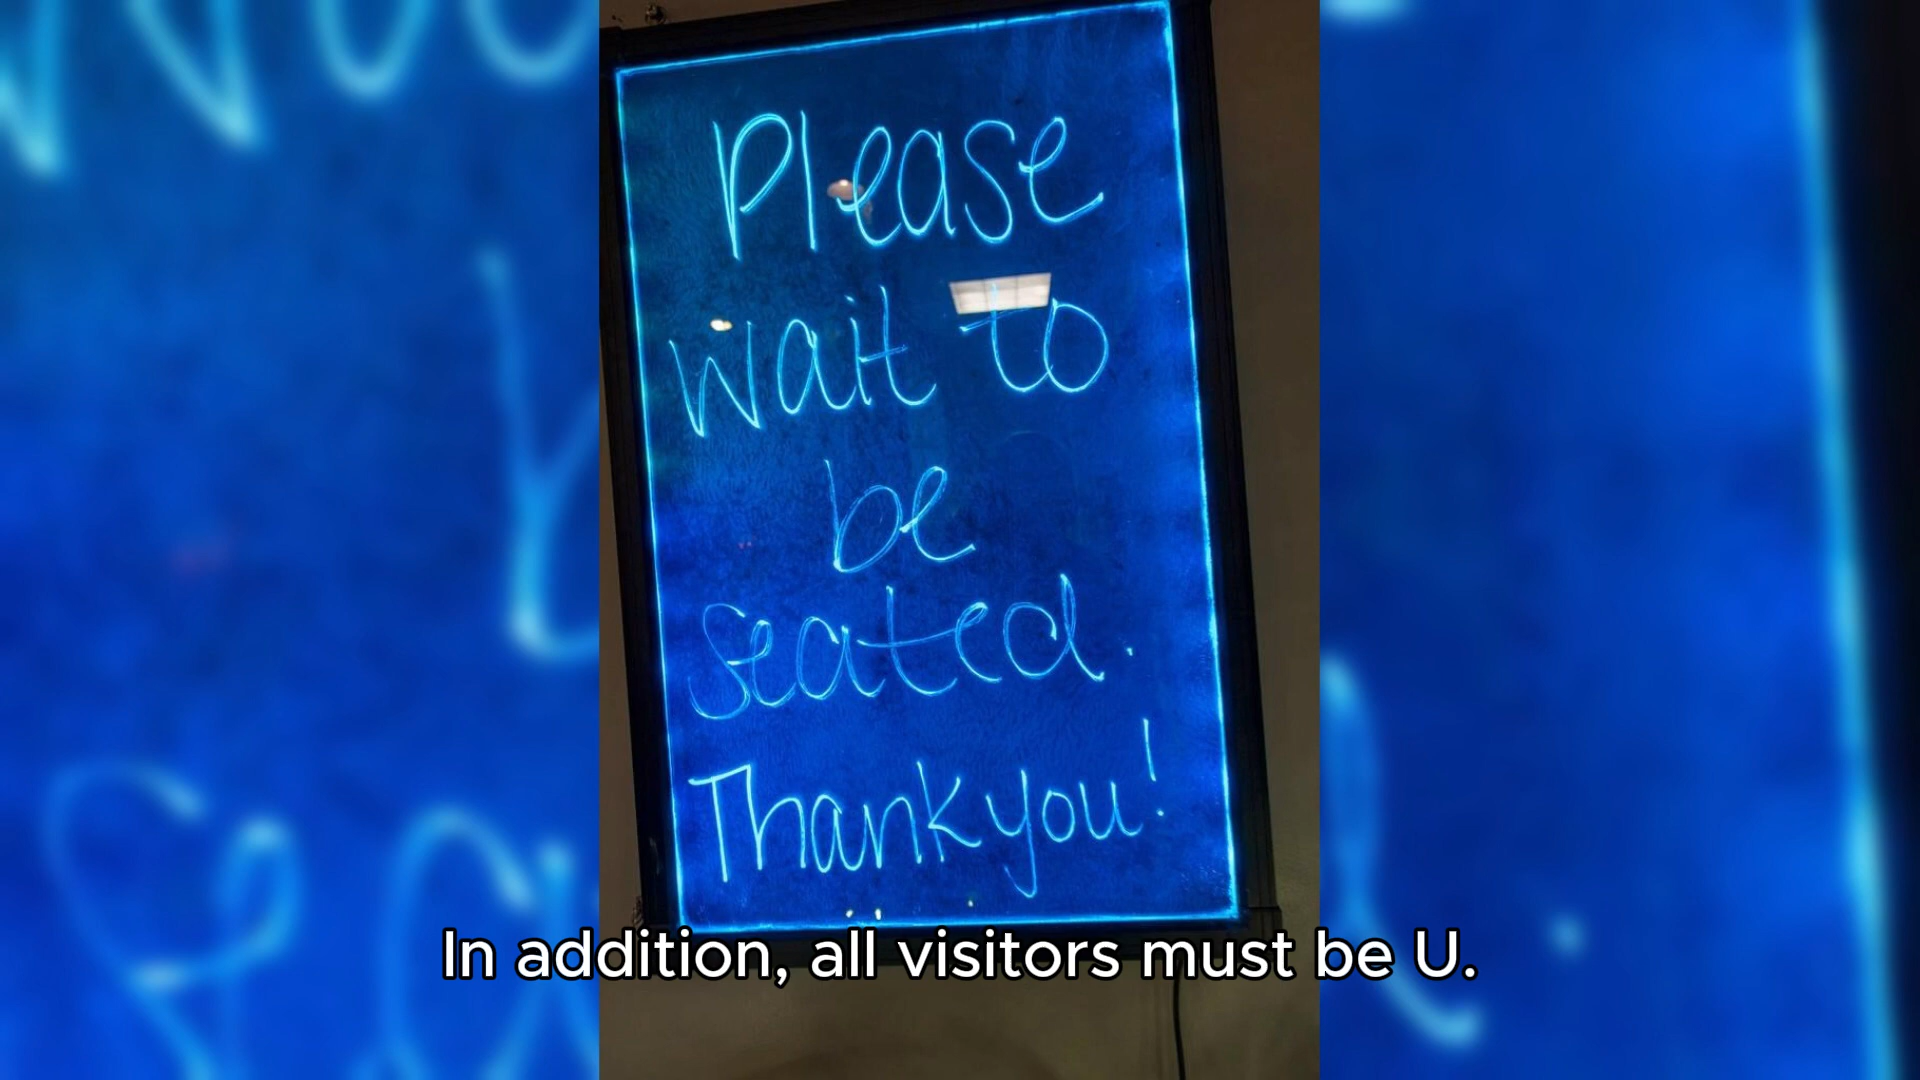 Please
wait to
be
seated.
Thank you!
In addition, all visitors must be U.